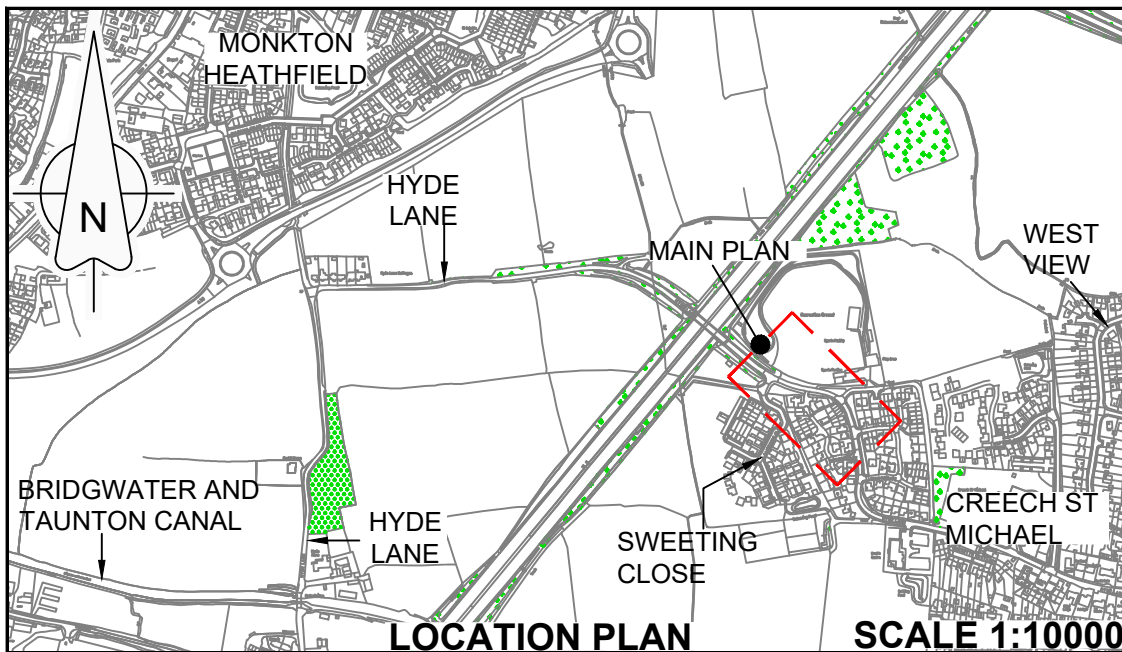 MONKTON
HEATHFIELD
HYDE
LANE
N
MAIN PLAN
WEST
VIEW
BRIDGWATER AND
TAUNTON CANAL
HYDE
LANE
SWEETING
CLOSE
CREECH ST
MICHAEL
LOCATION PLAN
SCALE 1:10000